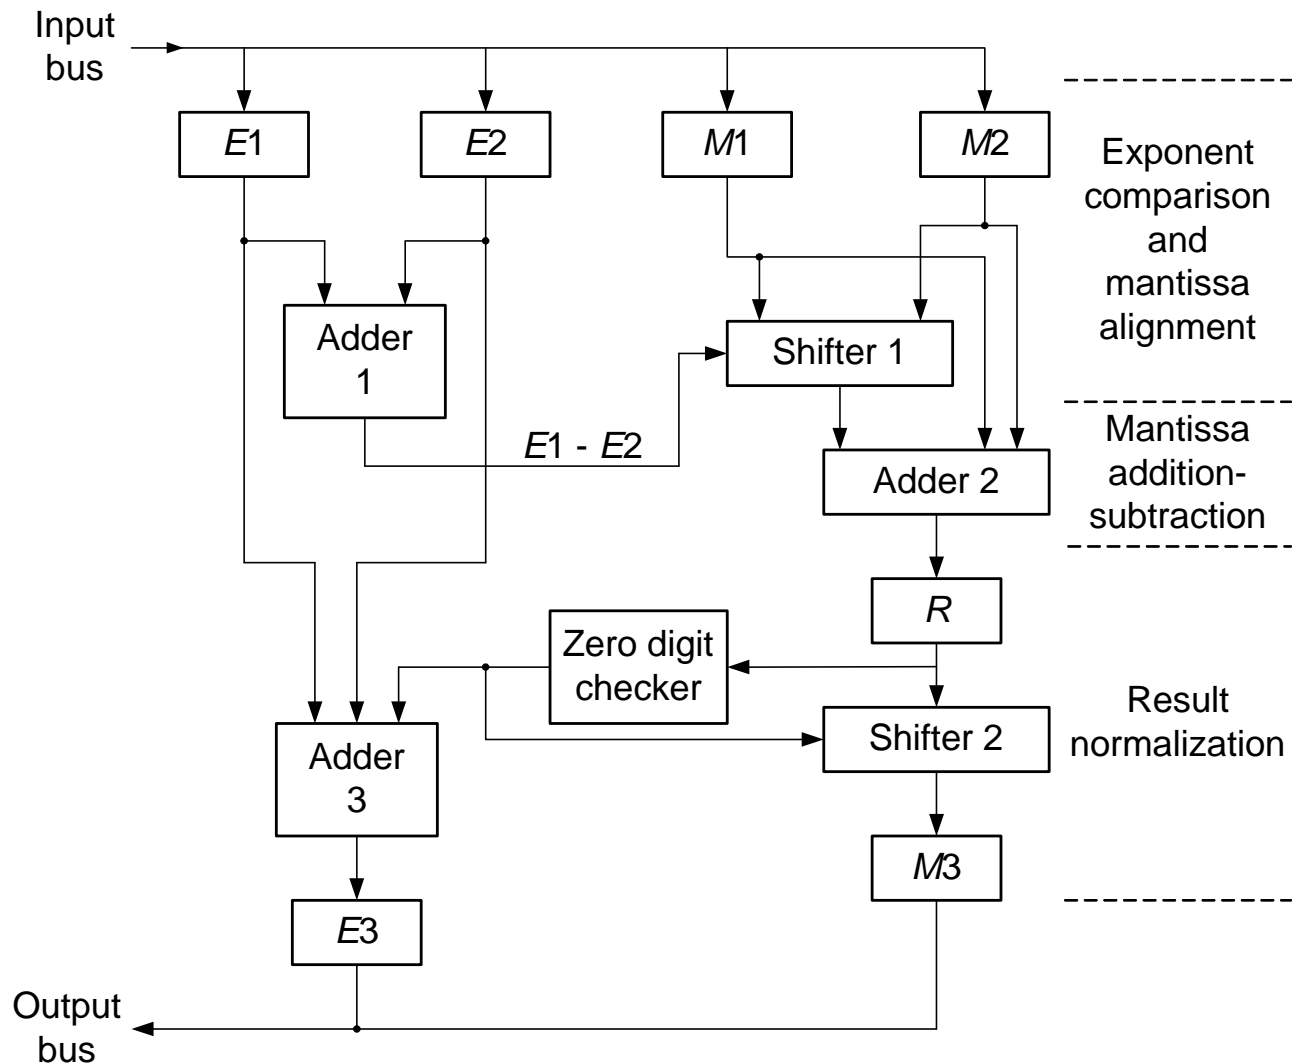 Input
bus
E1
E2
M1
M2
Exponent
comparison
and
mantissa
alignment
Adder
1
Shifter 1
E1 - E2
Mantissa
addition-
subtraction
Adder 2
R
Zero digit
checker
Shifter 2
Result
normalization
Adder
3
M3
E3
Output
bus